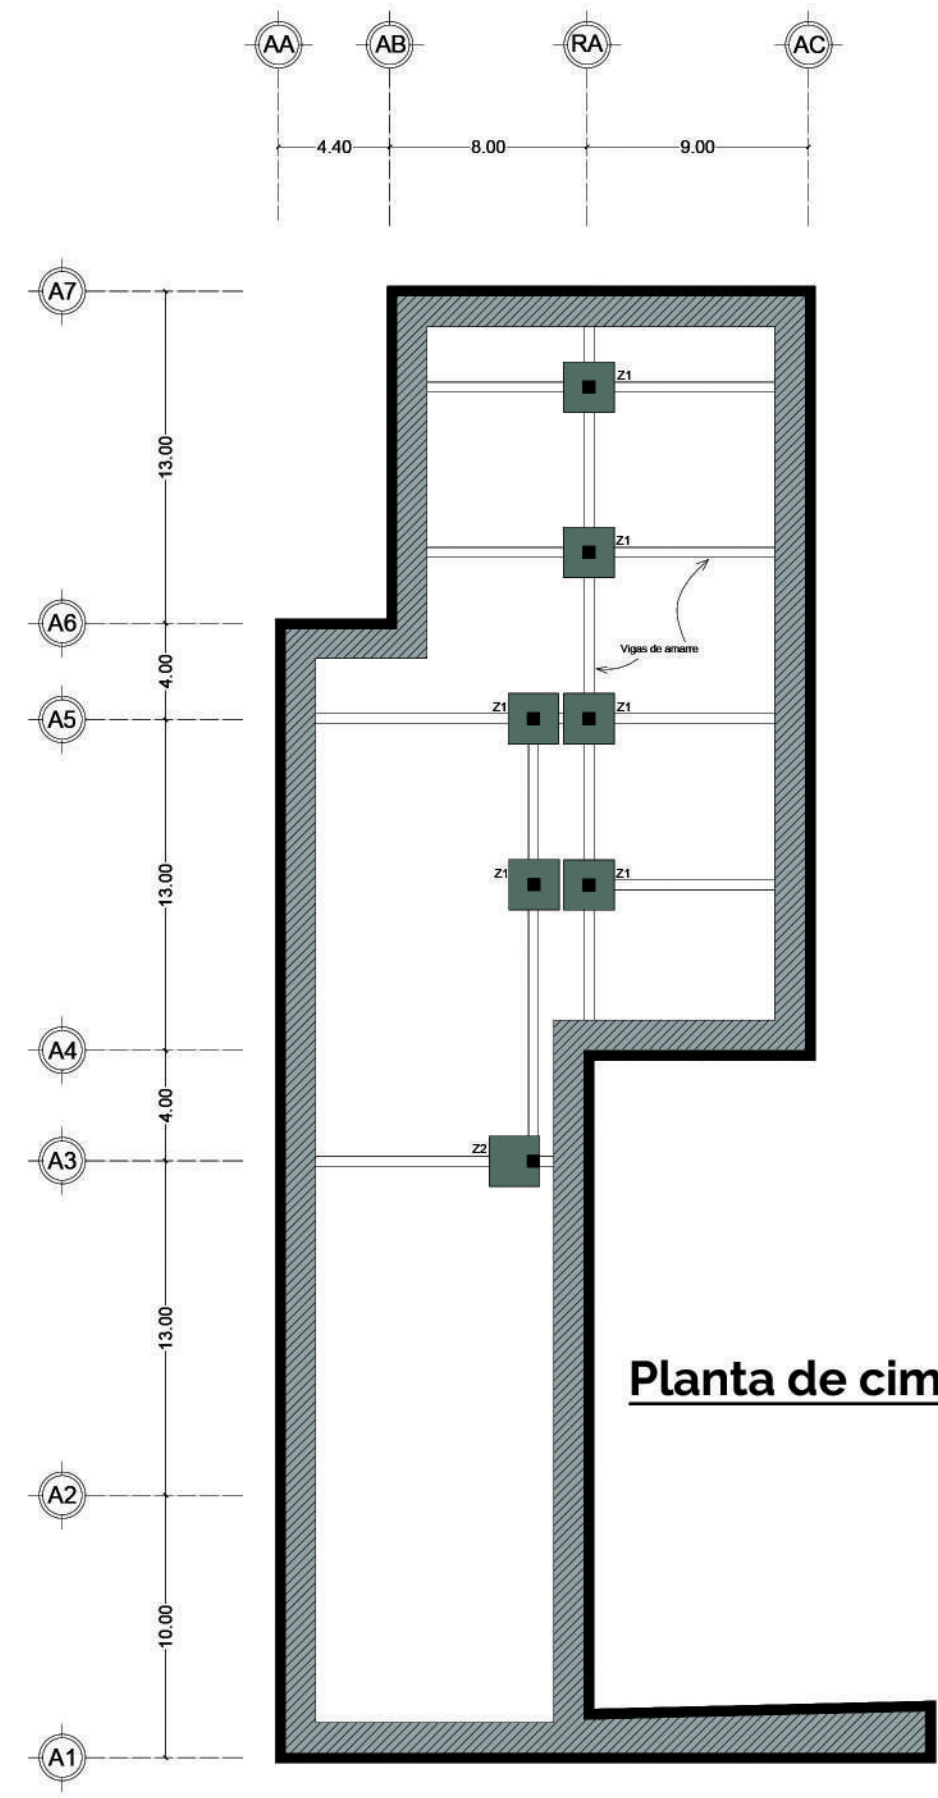 AA AB RA AC
4.40 8.00 9.00
A7
Z1
13.00
Z1
A6
Vigas de amarre
4.00
Z1 Z1
A5
Z1 Z1
13.00
A4
4.00
Z2
A3
13.00
Planta de cim
A2
10.00
A1